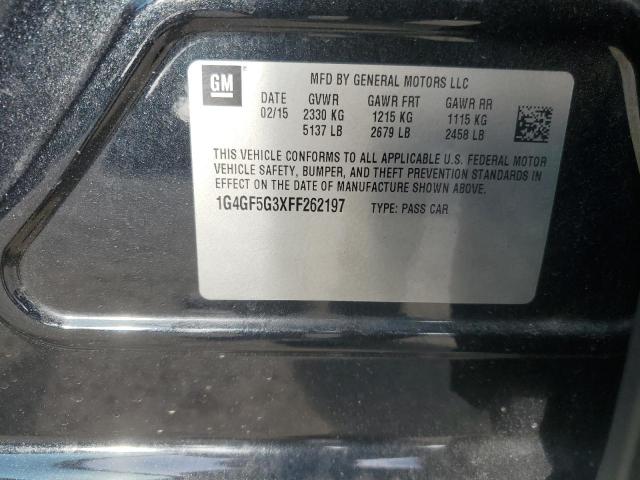 GM
MFD BY GENERAL MOTORS LLC
DATE GVWR GAWR FRT GAWR RR
02/15 2330 KG 1215 KG 1115 KG
5137 LB 2679 LB 2458 LB
THIS VEHICLE CONFORMS TO ALL APPLICABLE U.S. FEDERAL MOTOR
VEHICLE SAFETY, BUMPER, AND THEFT PREVENTION STANDARDS IN
EFFECT ON THE DATE OF MANUFACTURE SHOWN ABOVE.
1G4GF5G3XFF262197 TYPE: PASS CAR